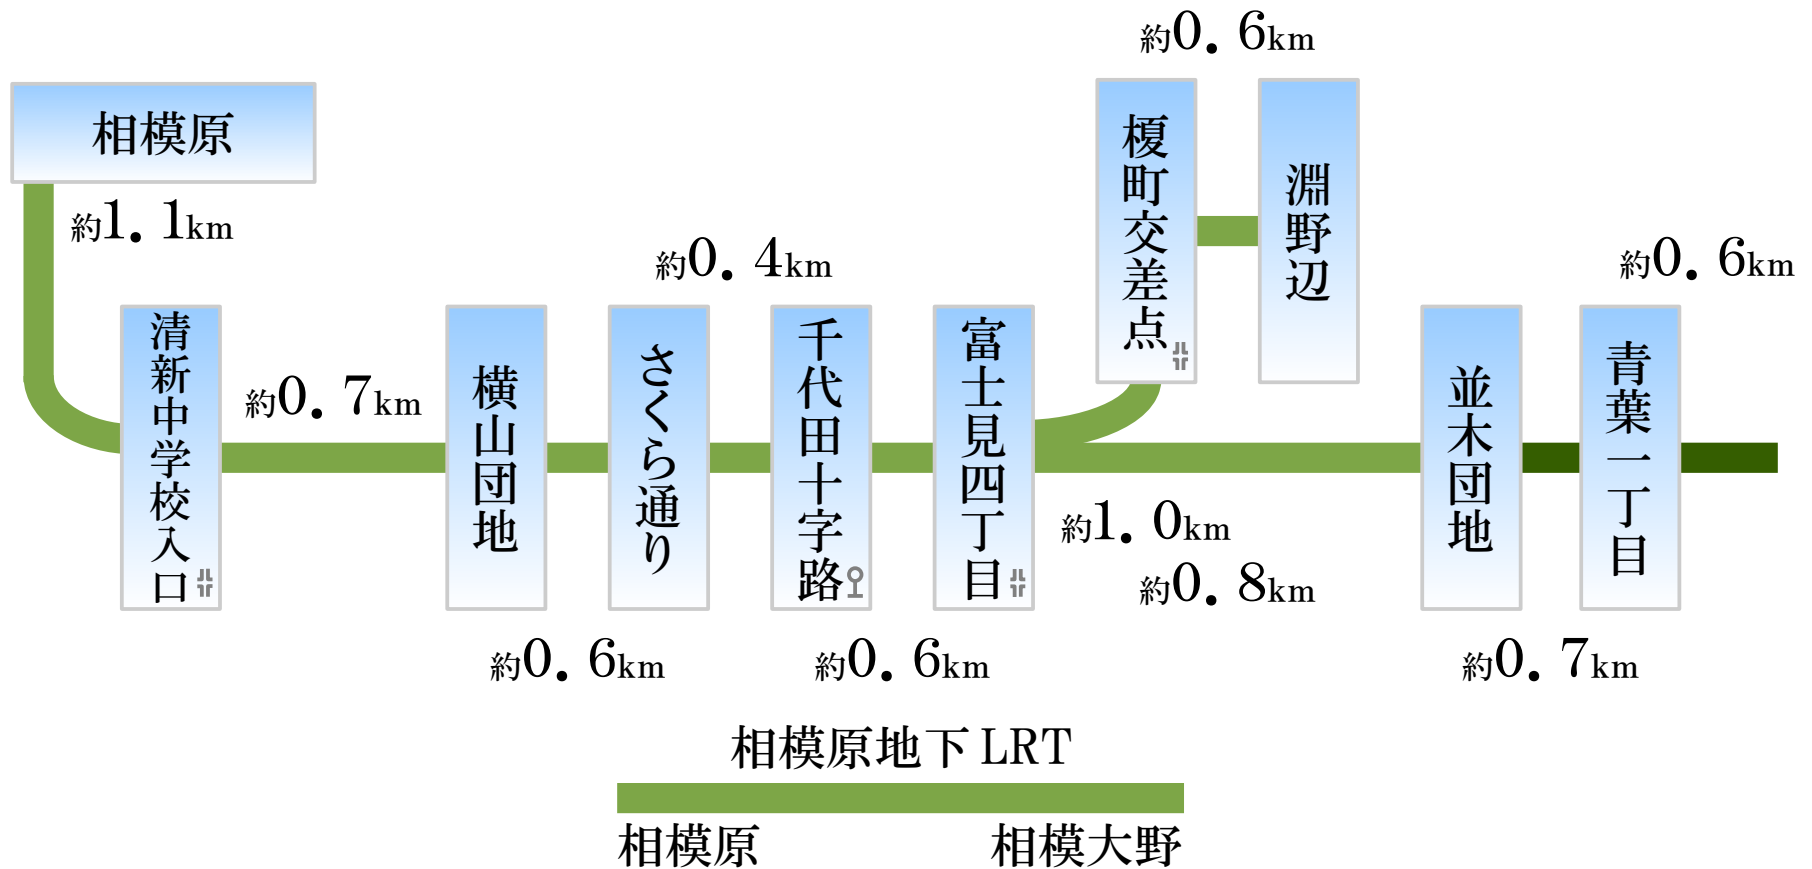 約0.6km
相模原
榎町交差点
淵野辺
約1.1km
約0.4km
約0.6km
清新中学校入口
約0.7km
横山団地
さくら通り
千代田十字路
富士見四丁目
並木団地
青葉一丁目
約1.0km
約0.8km
約0.6km
約0.6km
約0.7km
相模原地下LRT
相模原
相模大野